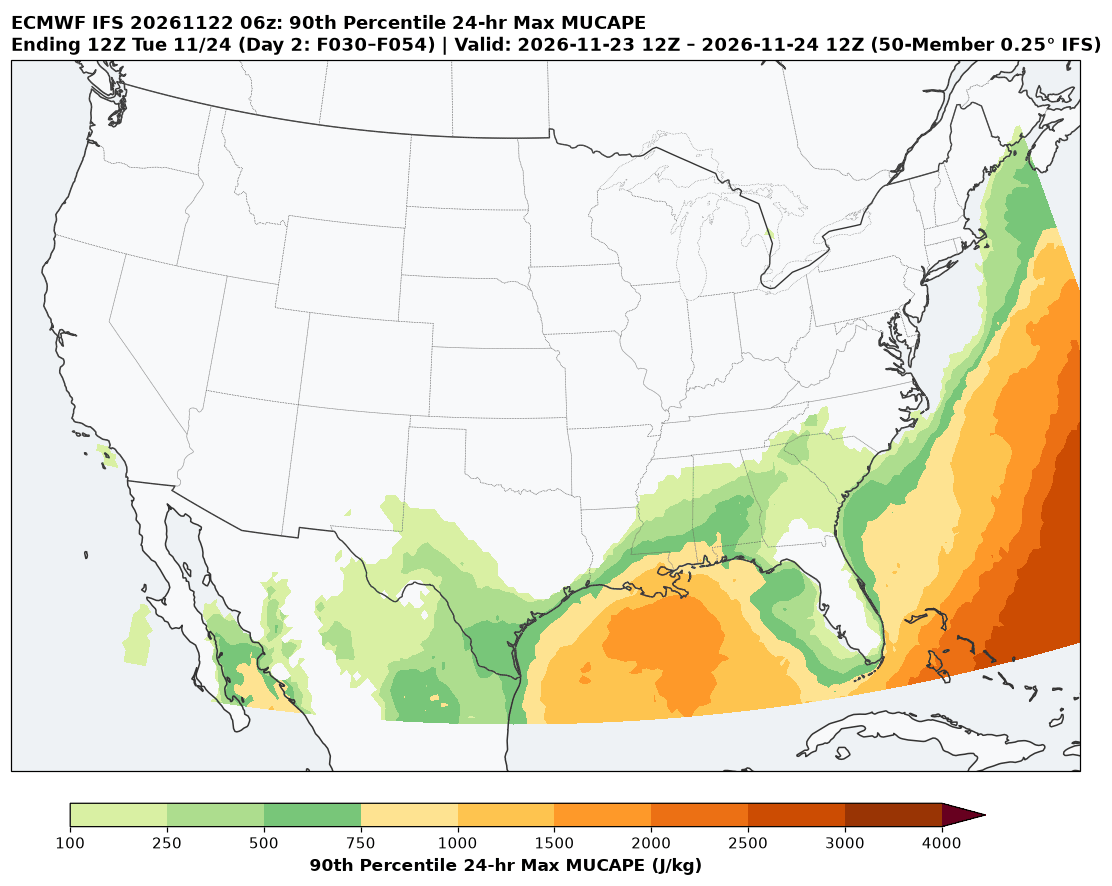 ECMWF IFS 20261122 06z: 90th Percentile 24-hr Max MUCAPE
Ending 12Z Tue 11/24 (Day 2: F030–F054) | Valid: 2026-11-23 12Z – 2026-11-24 12Z (50-Member 0.25° IFS)
100 250 500 750 1000 1500 2000 2500 3000 4000
90th Percentile 24-hr Max MUCAPE (J/kg)